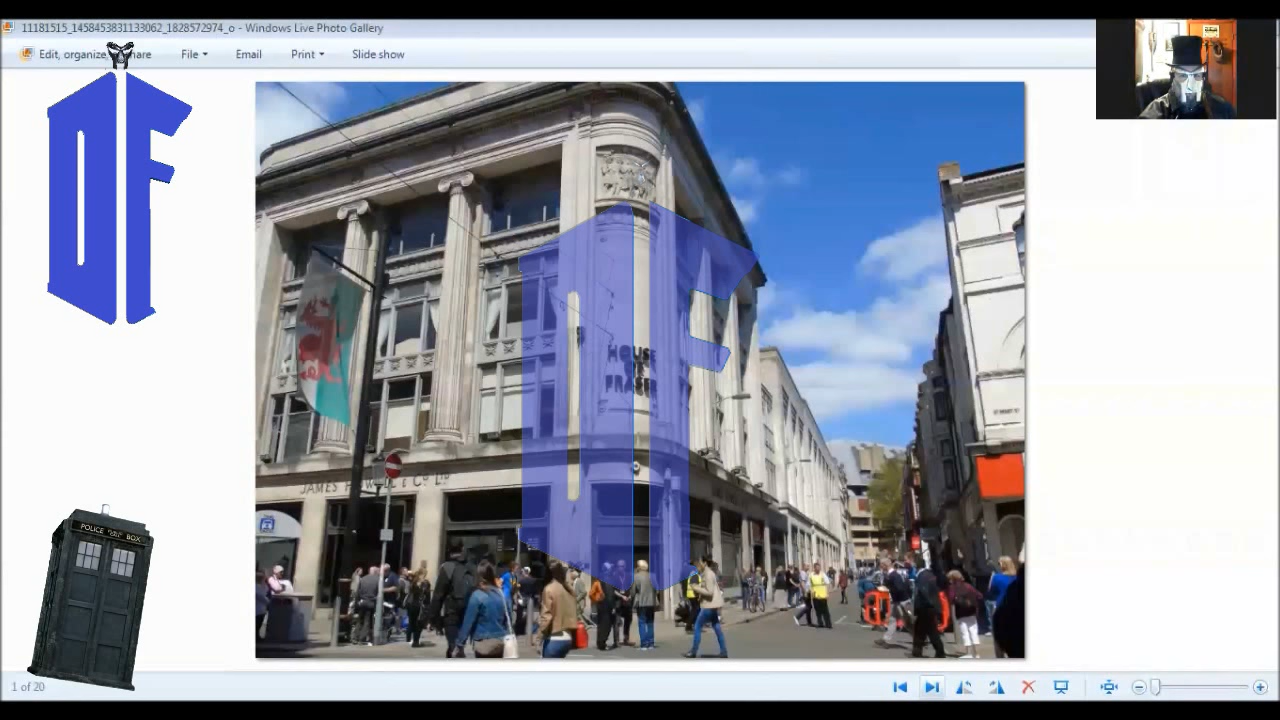 11181515_1458453831133062_1828572974_o - Windows Live Photo Gallery
Edit, organize, share
File
Email
Print
Slide show
DF
HOUSE
OF
FRASER
JAMES HOWELL & Co LTD
POLICE BOX
1 of 20